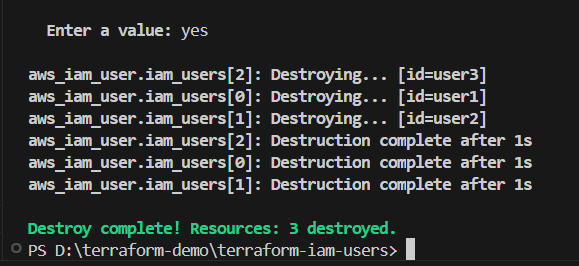 Enter a value: yes
aws_iam_user.iam_users[2]: Destroying... [id=user3]
aws_iam_user.iam_users[0]: Destroying... [id=user1]
aws_iam_user.iam_users[1]: Destroying... [id=user2]
aws_iam_user.iam_users[2]: Destruction complete after 1s
aws_iam_user.iam_users[0]: Destruction complete after 1s
aws_iam_user.iam_users[1]: Destruction complete after 1s
Destroy complete! Resources: 3 destroyed.
PS D:\terraform-demo\terraform-iam-users>